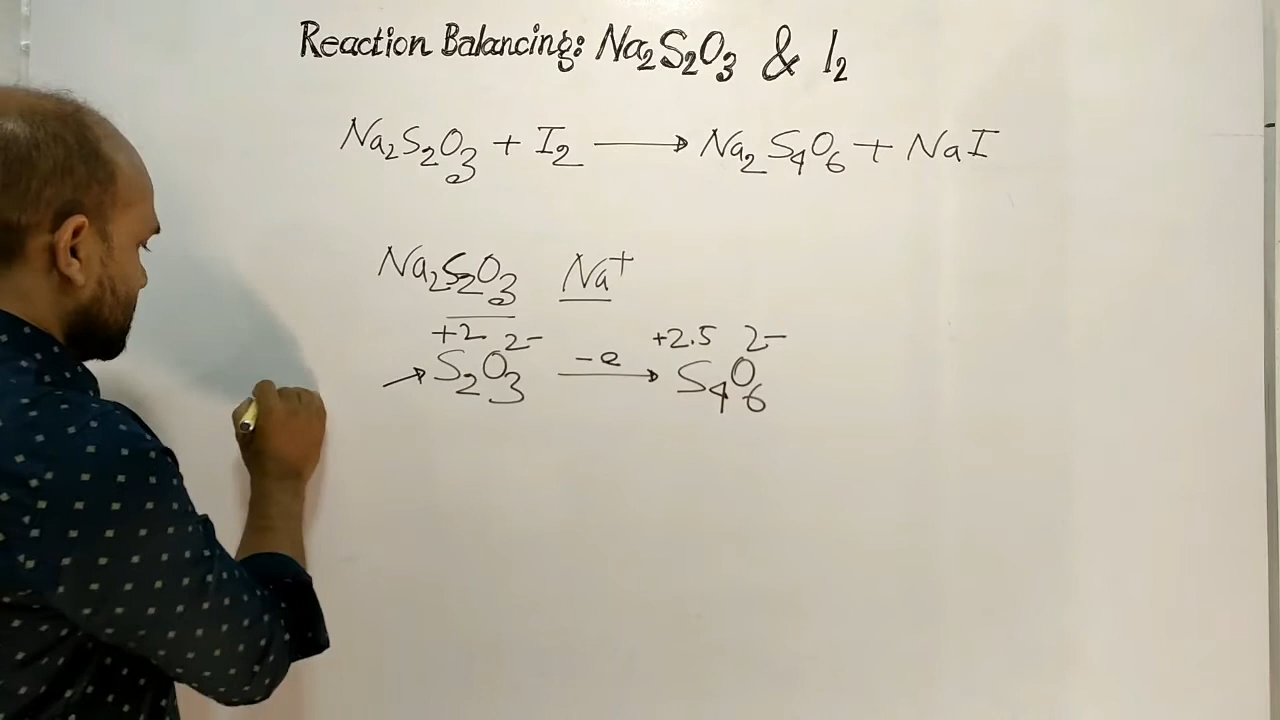 Reaction Balancing: Na₂S₂O₃ & I₂
Na₂S₂O₃ + I₂ ⟶ Na₂S₄O₆ + NaI
Na₂S₂O₃ Na⁺
+2 2− +2.5 2−
→ S₂O₃ −e⟶ S₄O₆